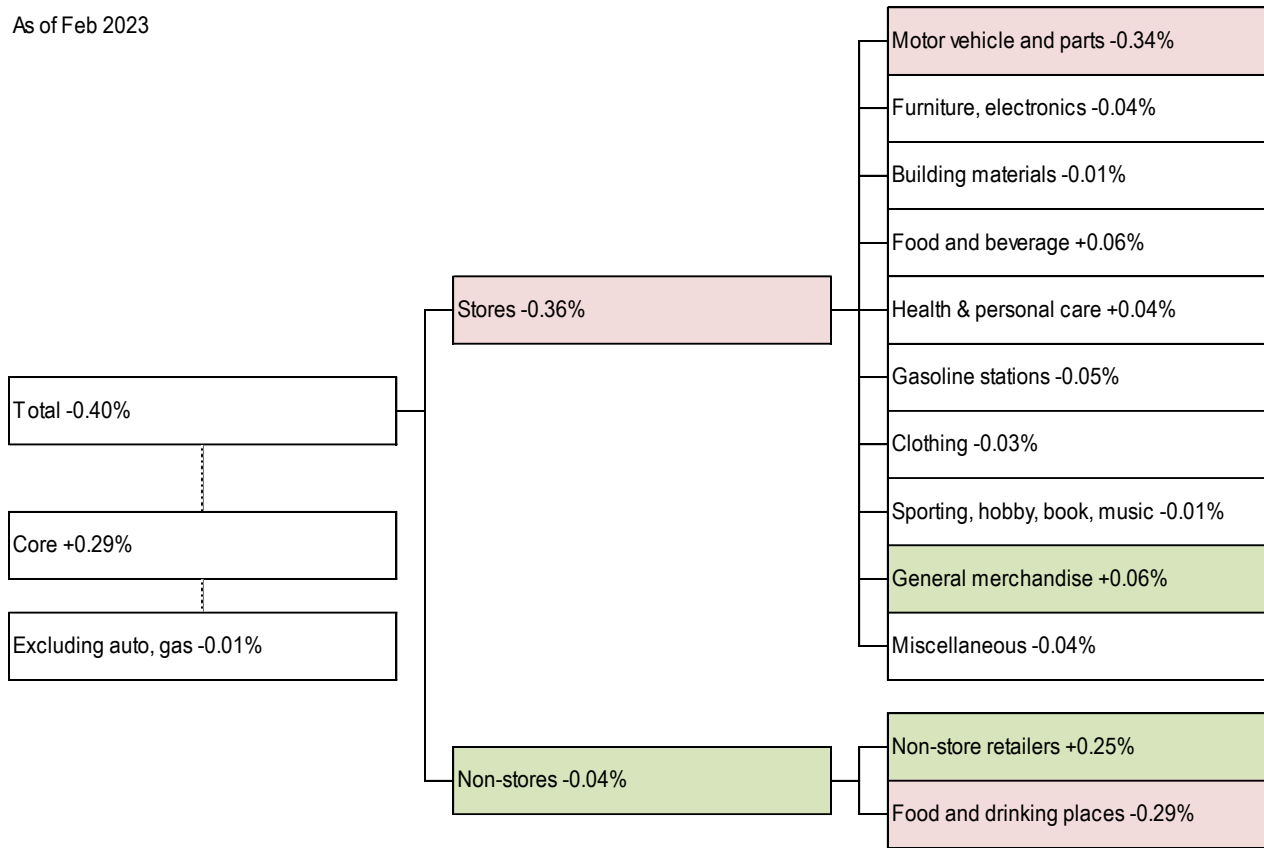 As of Feb 2023
Total -0.40%
Core +0.29%
Excluding auto, gas -0.01%
Stores -0.36%
Non-stores -0.04%
Motor vehicle and parts -0.34%
Furniture, electronics -0.04%
Building materials -0.01%
Food and beverage +0.06%
Health & personal care +0.04%
Gasoline stations -0.05%
Clothing -0.03%
Sporting, hobby, book, music -0.01%
General merchandise +0.06%
Miscellaneous -0.04%
Non-store retailers +0.25%
Food and drinking places -0.29%